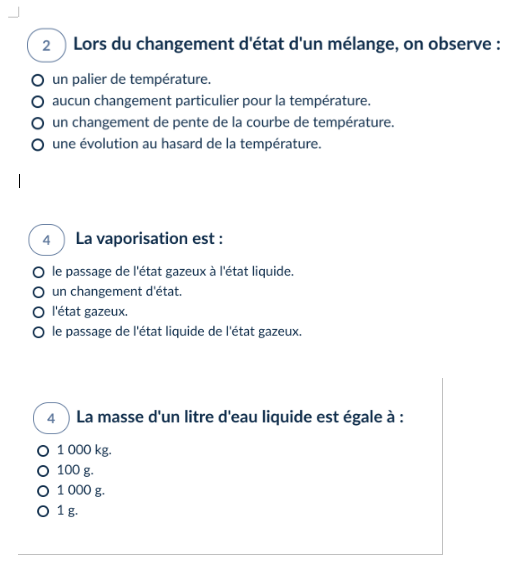 2 Lors du changement d'état d'un mélange, on observe :
un palier de température.
aucun changement particulier pour la température.
un changement de pente de la courbe de température.
une évolution au hasard de la température.
4 La vaporisation est :
le passage de l'état gazeux à l'état liquide.
un changement d'état.
l'état gazeux.
le passage de l'état liquide de l'état gazeux.
4 La masse d'un litre d'eau liquide est égale à :
1 000 kg.
100 g.
1 000 g.
1 g.